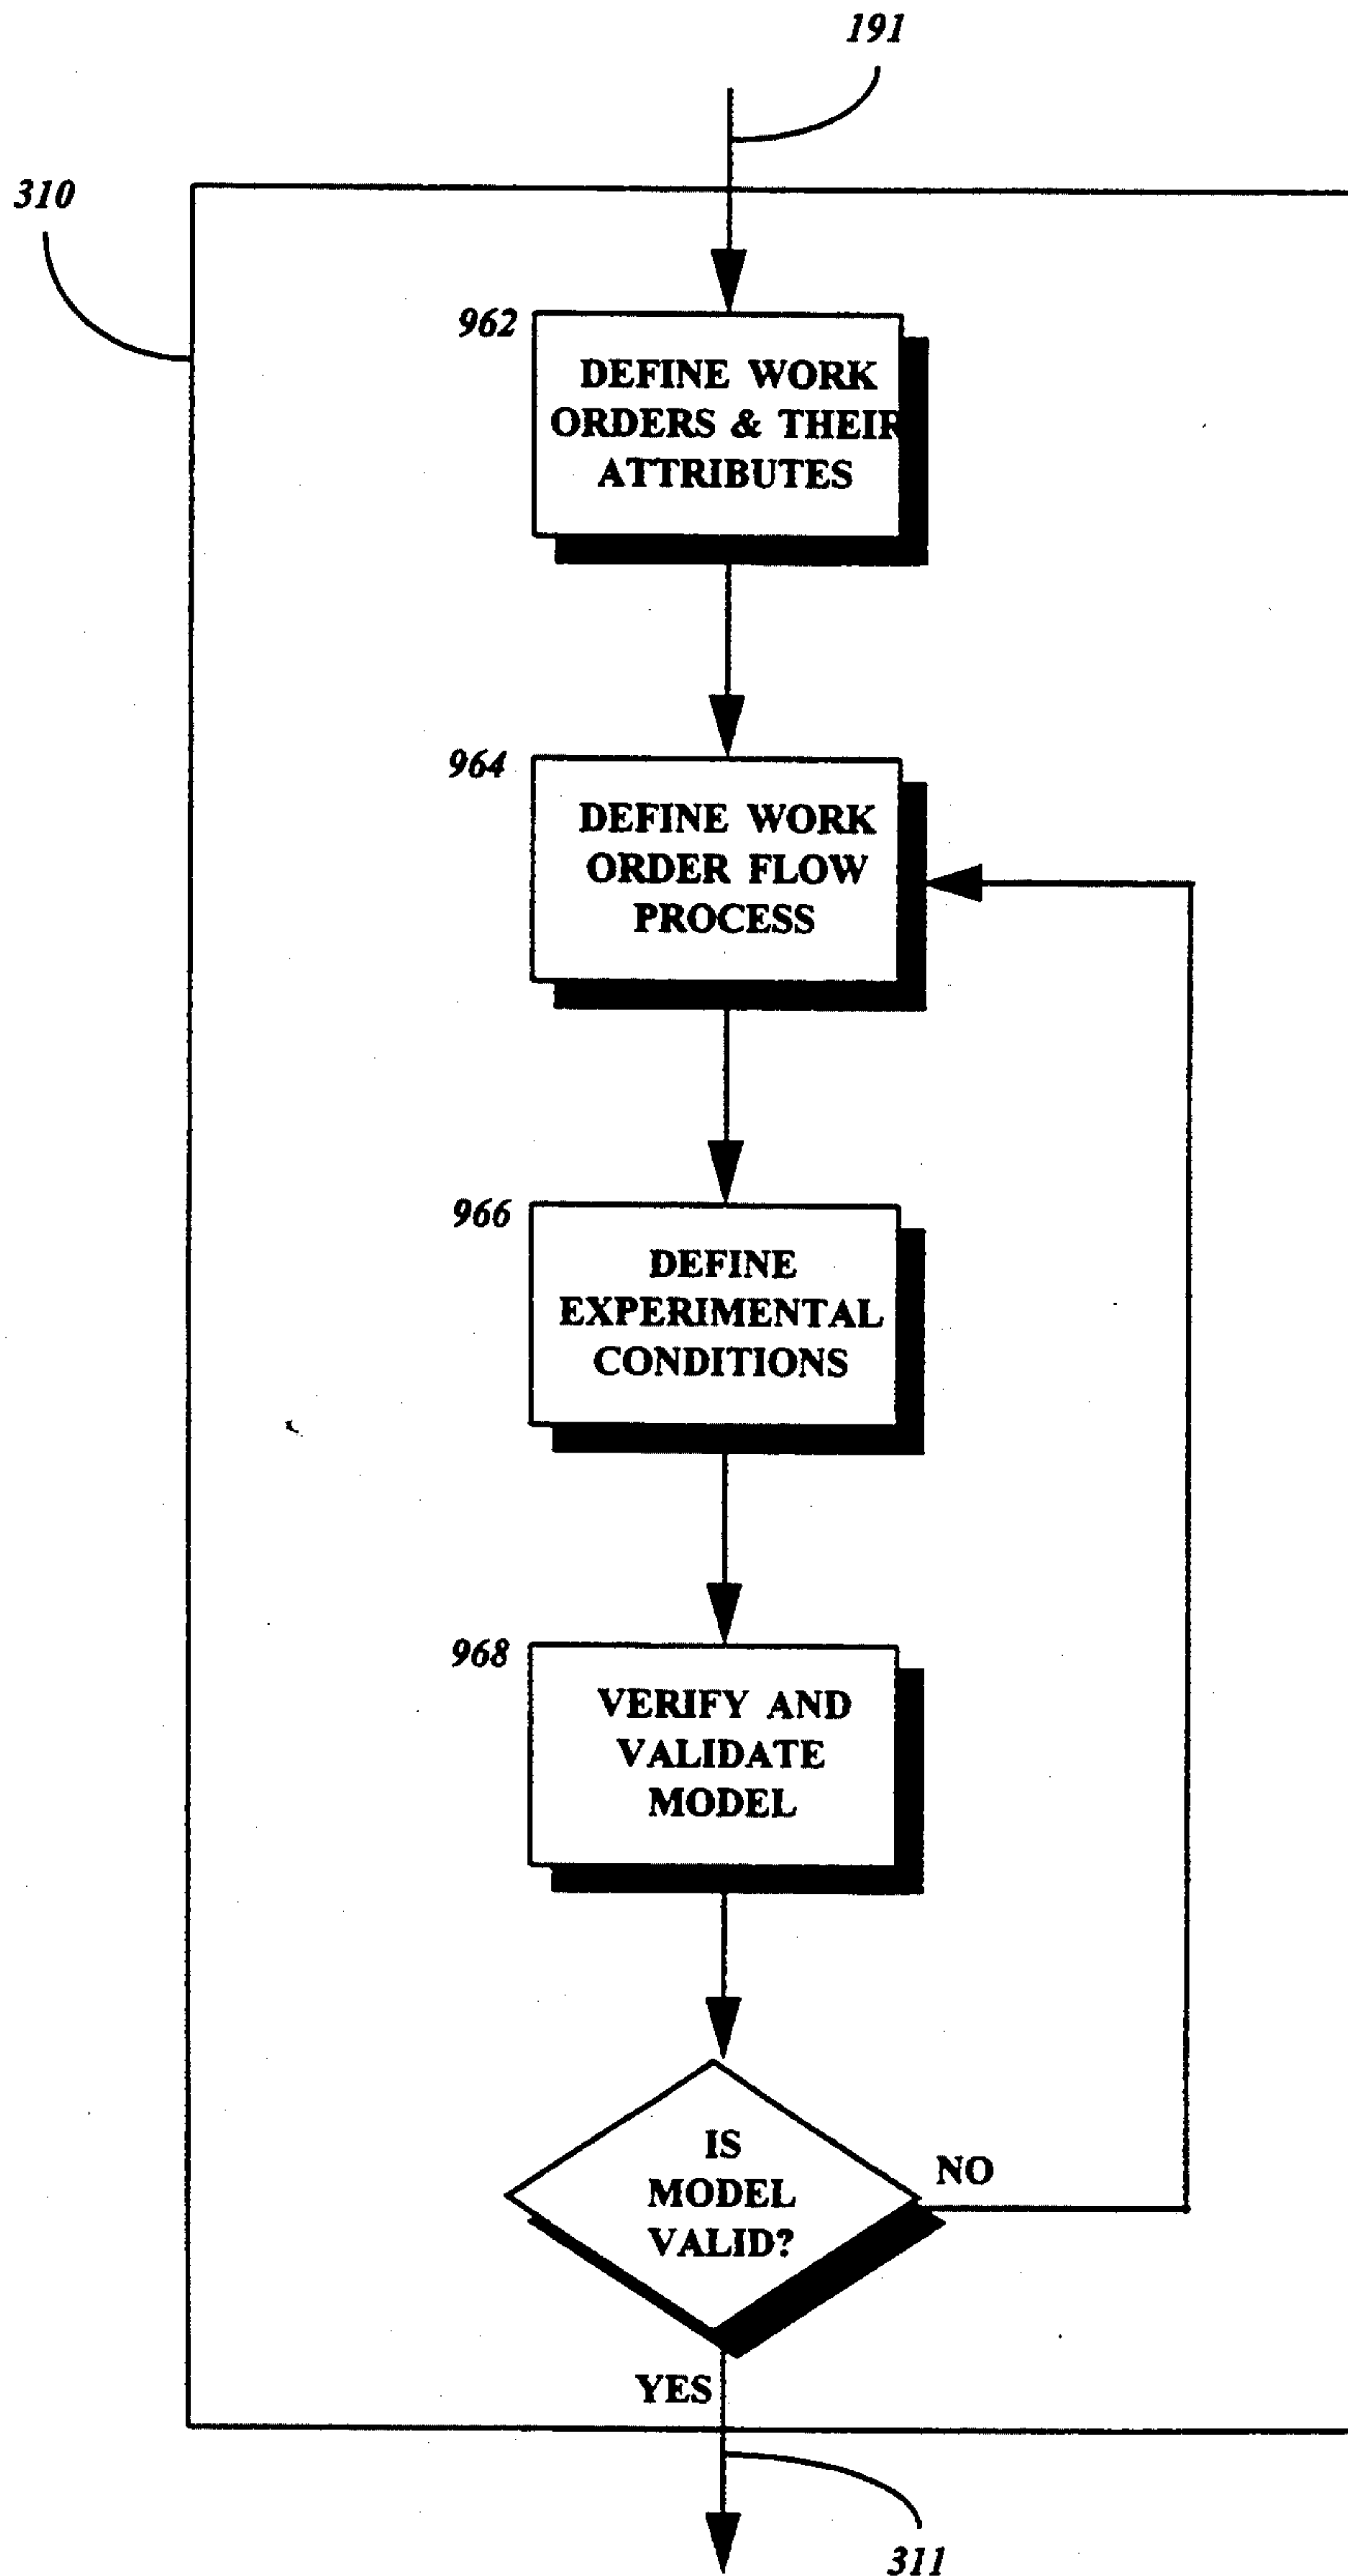 191
310
962
DEFINE WORK
ORDERS & THEIR
ATTRIBUTES
964
DEFINE WORK
ORDER FLOW
PROCESS
966
DEFINE
EXPERIMENTAL
CONDITIONS
968
VERIFY AND
VALIDATE
MODEL
IS
MODEL
VALID?
NO
YES
311